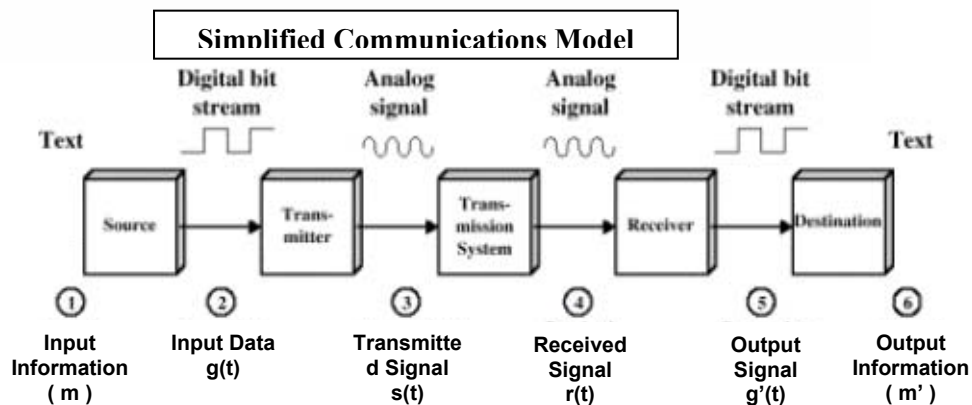 Simplified Communications Model
Digital bit
stream
Analog
signal
Analog
signal
Digital bit
stream
Text
Text
Source
Trans-
mitter
Trans-
mission
System
Receiver
Destination
1
2
3
4
5
6
Input
Information
( m )
Input Data
g(t)
Transmitte
d Signal
s(t)
Received
Signal
r(t)
Output
Signal
g'(t)
Output
Information
( m' )